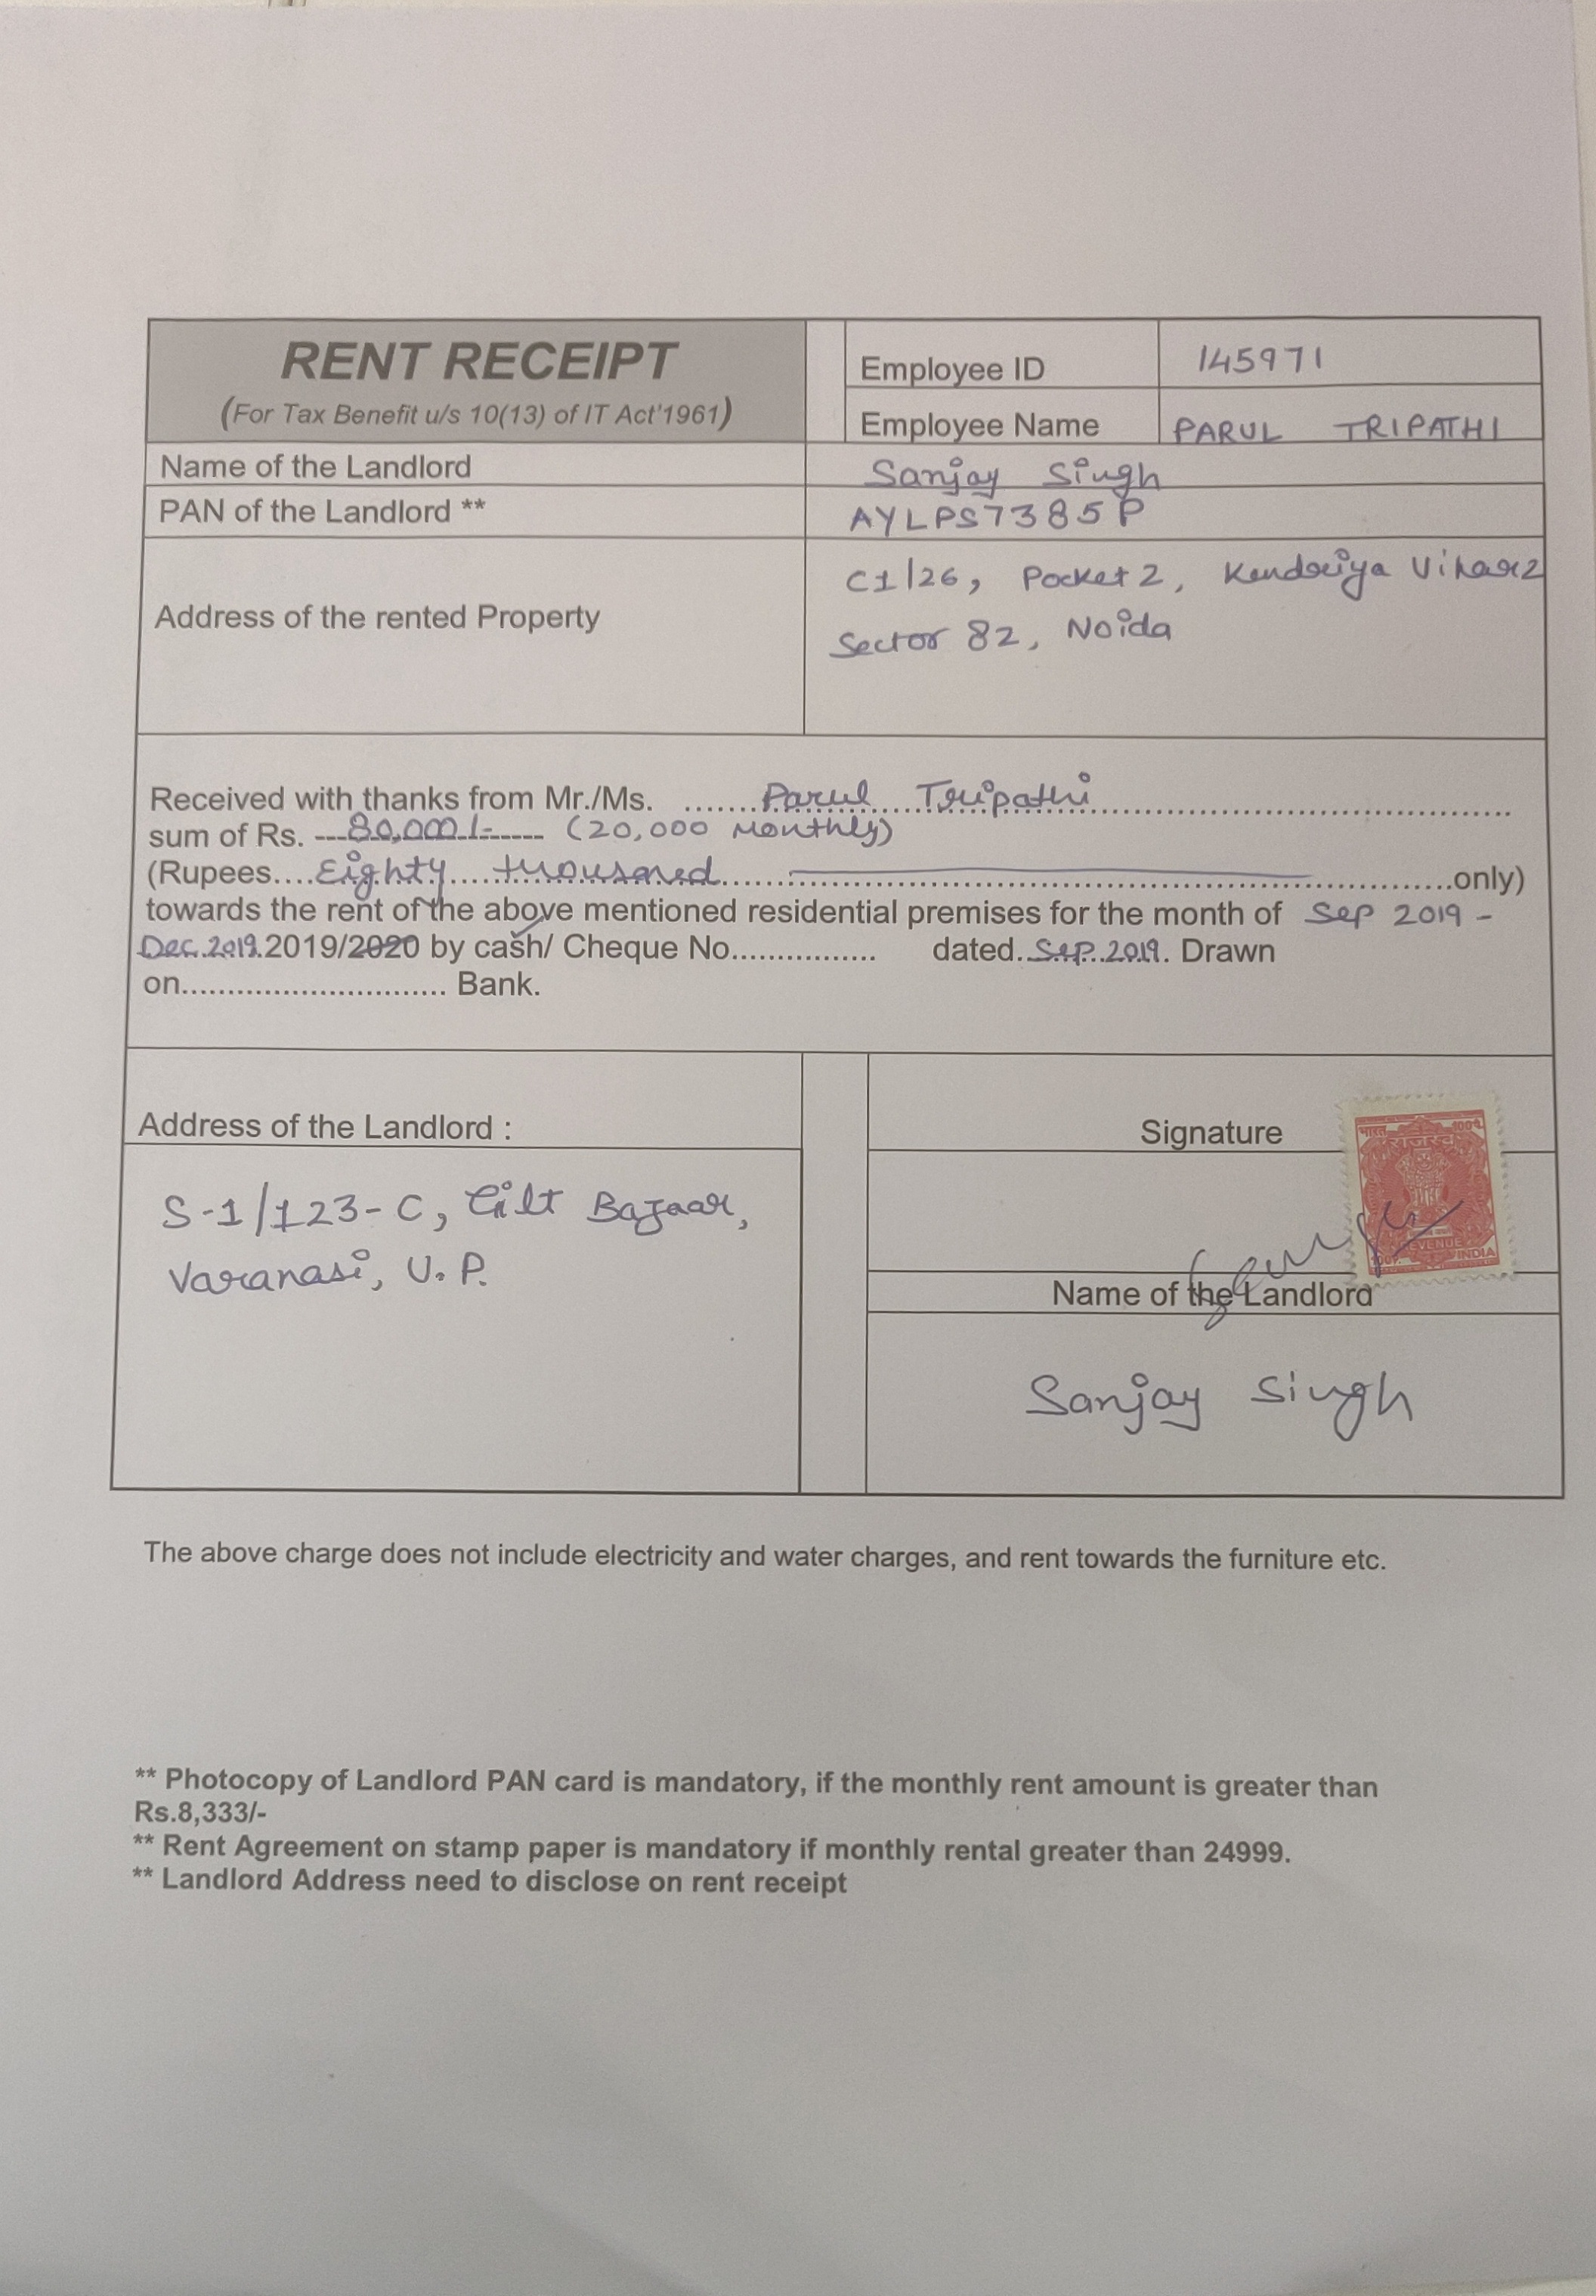 RENT RECEIPT
(For Tax Benefit u/s 10(13) of IT Act'1961)
Employee ID 145971
Employee Name PARUL TRIPATHI
Name of the Landlord Sanjay Singh
PAN of the Landlord ** AYLPS7385P
Address of the rented Property C1/26, Pocket 2, Kendriya Vihar 2
Sector 82, Noida
Received with thanks from Mr./Ms. .......Parul Tripathi..........
sum of Rs. ---80,000/------- (20,000 Monthly)
(Rupees....Eighty.....thousand..........only)
towards the rent of the above mentioned residential premises for the month of Sep 2019 -
Dec.2019.2019/2020 by cash/ Cheque No................ dated..Sep.2019. Drawn
on............................. Bank.
Address of the Landlord :
S-1/123-C, Gilt Bazaar,
Varanasi, U.P.
Signature
भारत 100प.
राजस्व
REVENUE
100P. INDIA
Name of the Landlord
Sanjay Singh
The above charge does not include electricity and water charges, and rent towards the furniture etc.
** Photocopy of Landlord PAN card is mandatory, if the monthly rent amount is greater than
Rs.8,333/-
** Rent Agreement on stamp paper is mandatory if monthly rental greater than 24999.
** Landlord Address need to disclose on rent receipt